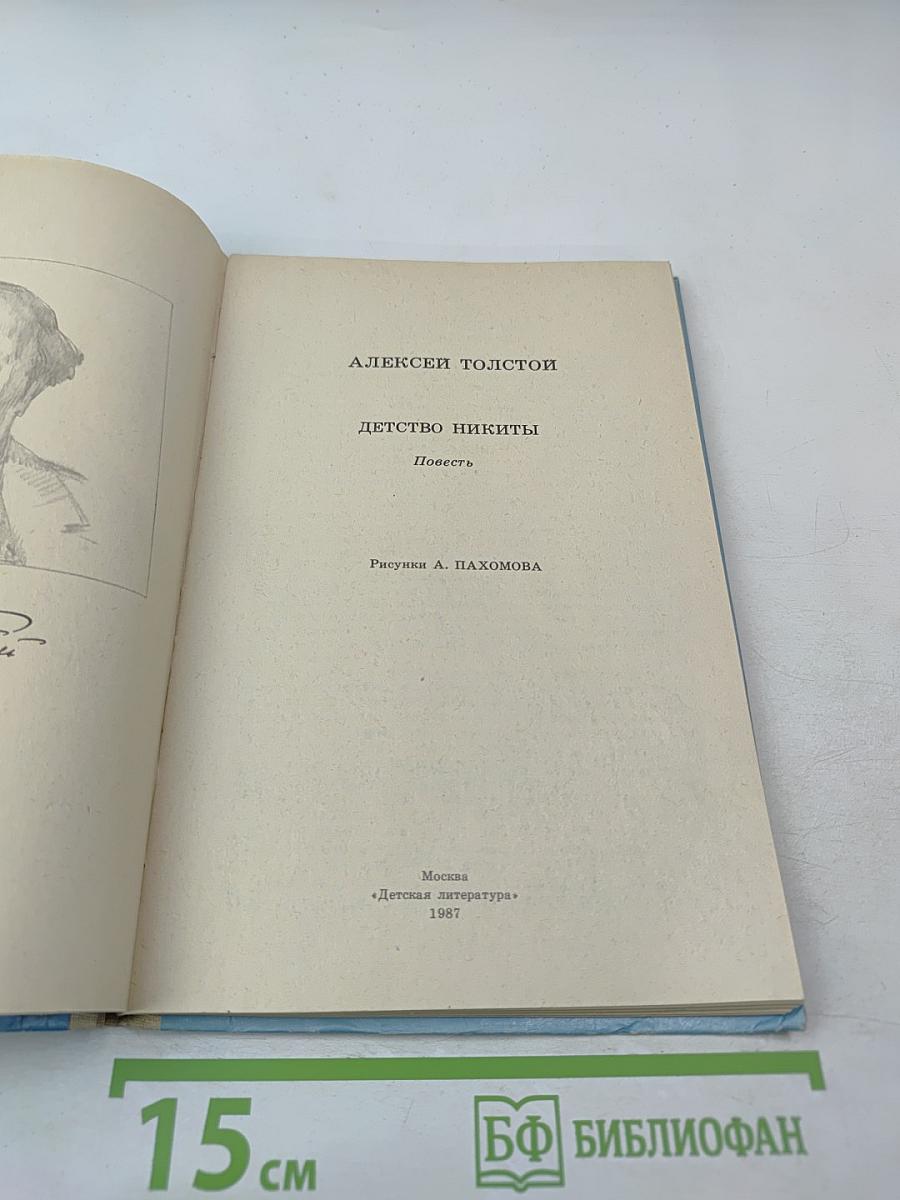 АЛЕКСЕЙ ТОЛСТОЙ
ДЕТСТВО НИКИТЫ
Повесть
Рисунки А. ПАХОМОВА
Москва
«Детская литература»
1987
15 см
БФ БИБЛИОФАН